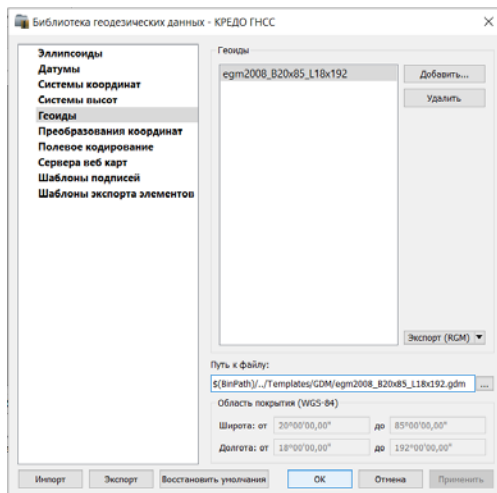 Библиотека геодезических данных - КРЕДО ГНСС
Эллипсоиды
Датумы
Системы координат
Системы высот
Геоиды
Преобразования координат
Полевое кодирование
Сервера веб карт
Шаблоны подписей
Шаблоны экспорта элементов
Геоиды
egm2008_B20x85_L18x192
Добавить...
Удалить
Экспорт (RGM)
Путь к файлу:
$(BinPath)/../Templates/GDM/egm2008_B20x85_L18x192.gdm
...
Область покрытия (WGS-84)
Широта: от 20°00'00,00" до 85°00'00,00"
Долгота: от 18°00'00,00" до 192°00'00,00"
Импорт Экспорт Восстановить умолчания ОК Отмена Применить